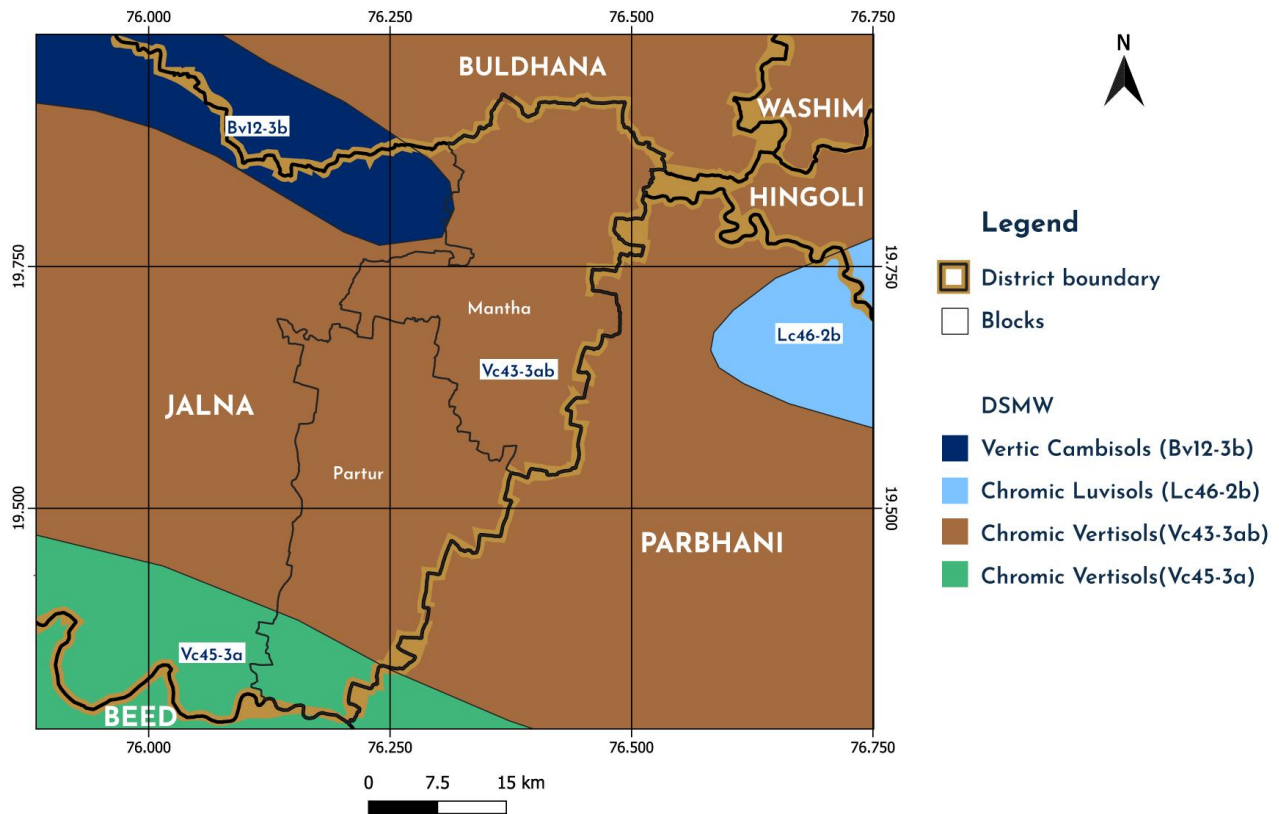 76.000 76.250 76.500 76.750
BULDHANA
WASHIM
Bv12-3b
HINGOLI
19.750 19.750
Mantha
Lc46-2b
Vc43-3ab
JALNA
Partur
19.500 19.500
PARBHANI
Vc45-3a
BEED
76.000 76.250 76.500 76.750
0 7.5 15 km
N
Legend
District boundary
Blocks
DSMW
Vertic Cambisols (Bv12-3b)
Chromic Luvisols (Lc46-2b)
Chromic Vertisols(Vc43-3ab)
Chromic Vertisols(Vc45-3a)